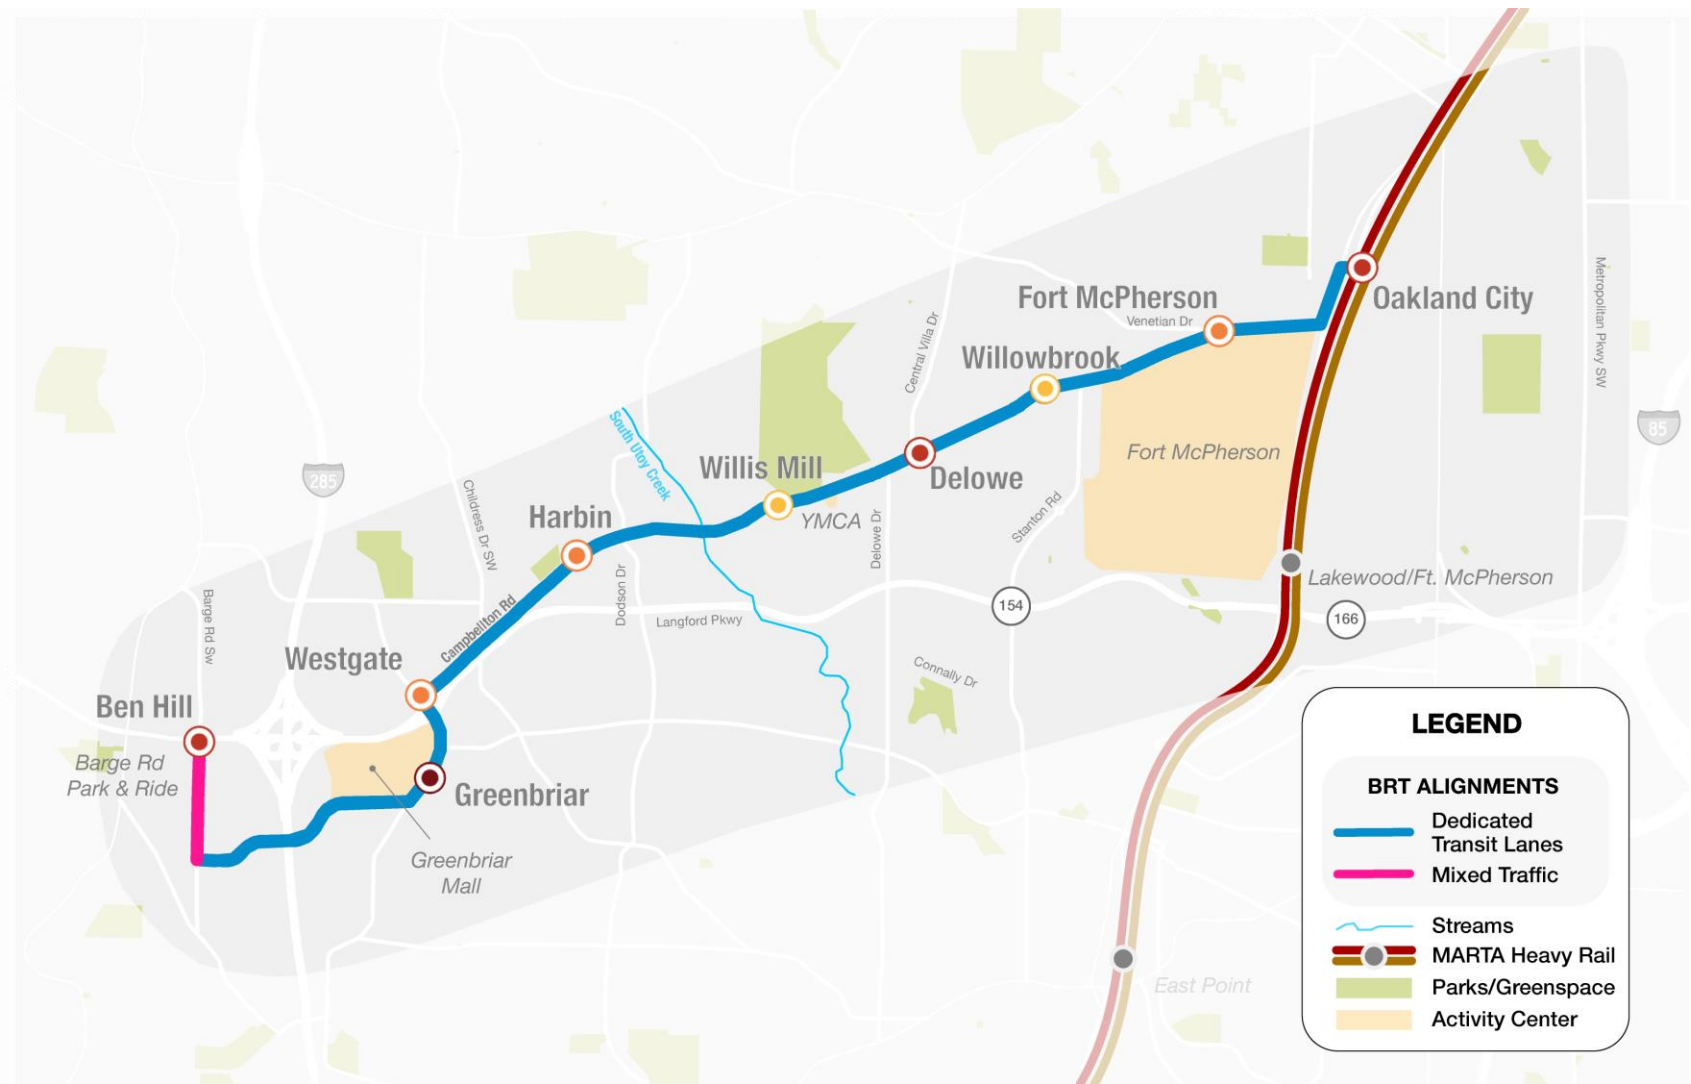 Fort McPherson
Venetian Dr
Oakland City
Metropolitan Pkwy SW
Willowbrook
Central Villa Dr
85
South Utoy Creek
Willis Mill
Delowe
Fort McPherson
285
Childress Dr SW
Harbin
YMCA
Delowe Dr
Stanton Rd
Lakewood/Ft. McPherson
Barge Rd Sw
Dodson Dr
Langford Pkwy
154
166
Campbellton Rd
Westgate
Connally Dr
Ben Hill
Barge Rd
Park & Ride
Greenbriar
Greenbriar
Mall
East Point
LEGEND
BRT ALIGNMENTS
Dedicated
Transit Lanes
Mixed Traffic
Streams
MARTA Heavy Rail
Parks/Greenspace
Activity Center